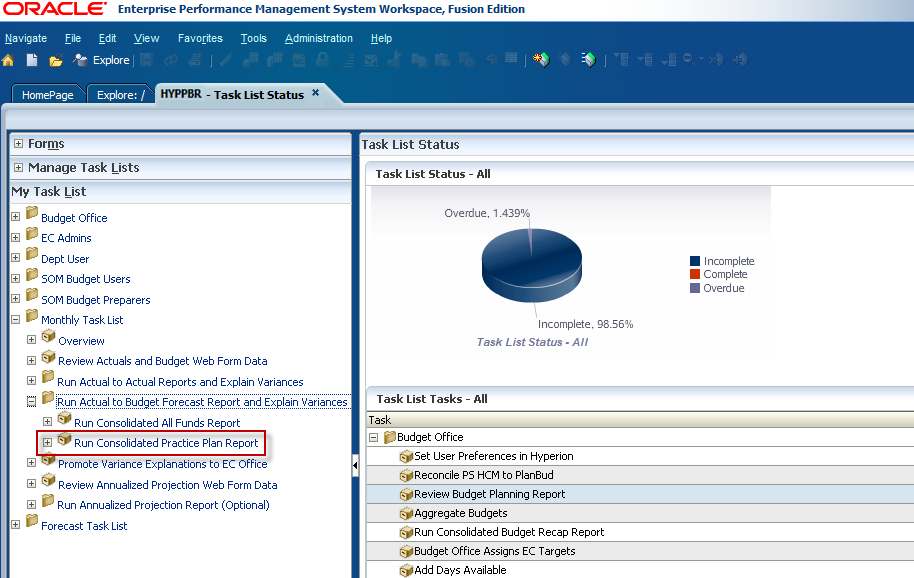 ORACLE® Enterprise Performance Management System Workspace, Fusion Edition
Navigate File Edit View Favorites Tools Administration Help
Explore
HomePage Explore: / HYPPBR - Task List Status ×
Forms
Manage Task Lists
My Task List
Budget Office
EC Admins
Dept User
SOM Budget Users
SOM Budget Preparers
Monthly Task List
Overview
Review Actuals and Budget Web Form Data
Run Actual to Actual Reports and Explain Variances
Run Actual to Budget Forecast Report and Explain Variances
Run Consolidated All Funds Report
Run Consolidated Practice Plan Report
Promote Variance Explanations to EC Office
Review Annualized Projection Web Form Data
Run Annualized Projection Report (Optional)
Forecast Task List
Task List Status
Task List Status - All
Overdue, 1.439%
Incomplete, 98.56%
Task List Status - All
Incomplete
Complete
Overdue
Task List Tasks - All
Task
Budget Office
Set User Preferences in Hyperion
Reconcile PS HCM to PlanBud
Review Budget Planning Report
Aggregate Budgets
Run Consolidated Budget Recap Report
Budget Office Assigns EC Targets
Add Days Available